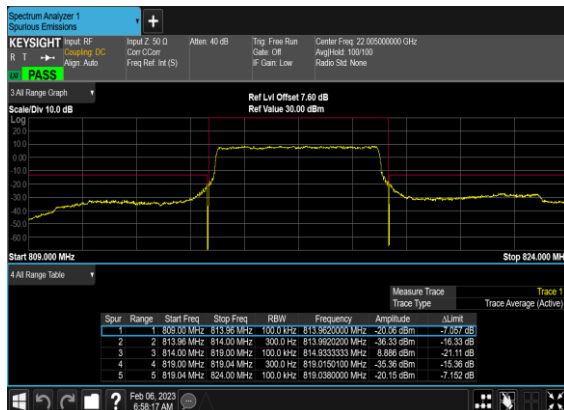 Spectrum Analyzer 1
Spurious Emissions
KEYSIGHT Input: RF Input Z: 50 Ω Atten: 40 dB Trig: Free Run Center Freq: 22.005000000 GHz
R T Coupling: DC Corr CCorr Gate: Off Avg|Hold: 100/100
Align: Auto Freq Ref: Int (S) IF Gain: Low Radio Std: None
PASS
3 All Range Graph
Ref Lvl Offset 7.60 dB
Scale/Div 10.0 dB Ref Value 30.00 dBm
Log
20.0
10.0
0.00
-10.0
-20.0
-30.0
-40.0
-50.0
-60.0
Start 809.000 MHz Stop 824.000 MH
4 All Range Table
Measure Trace Trace 1
Trace Type Trace Average (Active)
Spur Range Start Freq Stop Freq RBW Frequency Amplitude ΔLimit
1 1 809.00 MHz 813.96 MHz 100.0 kHz 813.9620000 MHz -20.06 dBm -7.057 dB
2 2 813.96 MHz 814.00 MHz 300.0 Hz 813.9920200 MHz -36.33 dBm -16.33 dB
3 3 814.00 MHz 819.00 MHz 100.0 kHz 814.9333333 MHz 8.886 dBm -21.11 dB
4 4 819.00 MHz 819.04 MHz 300.0 Hz 819.0150100 MHz -35.36 dBm -15.36 dB
5 5 819.04 MHz 824.00 MHz 100.0 kHz 819.0380000 MHz -20.15 dBm -7.152 dB
Feb 06, 2023
6:58:17 AM